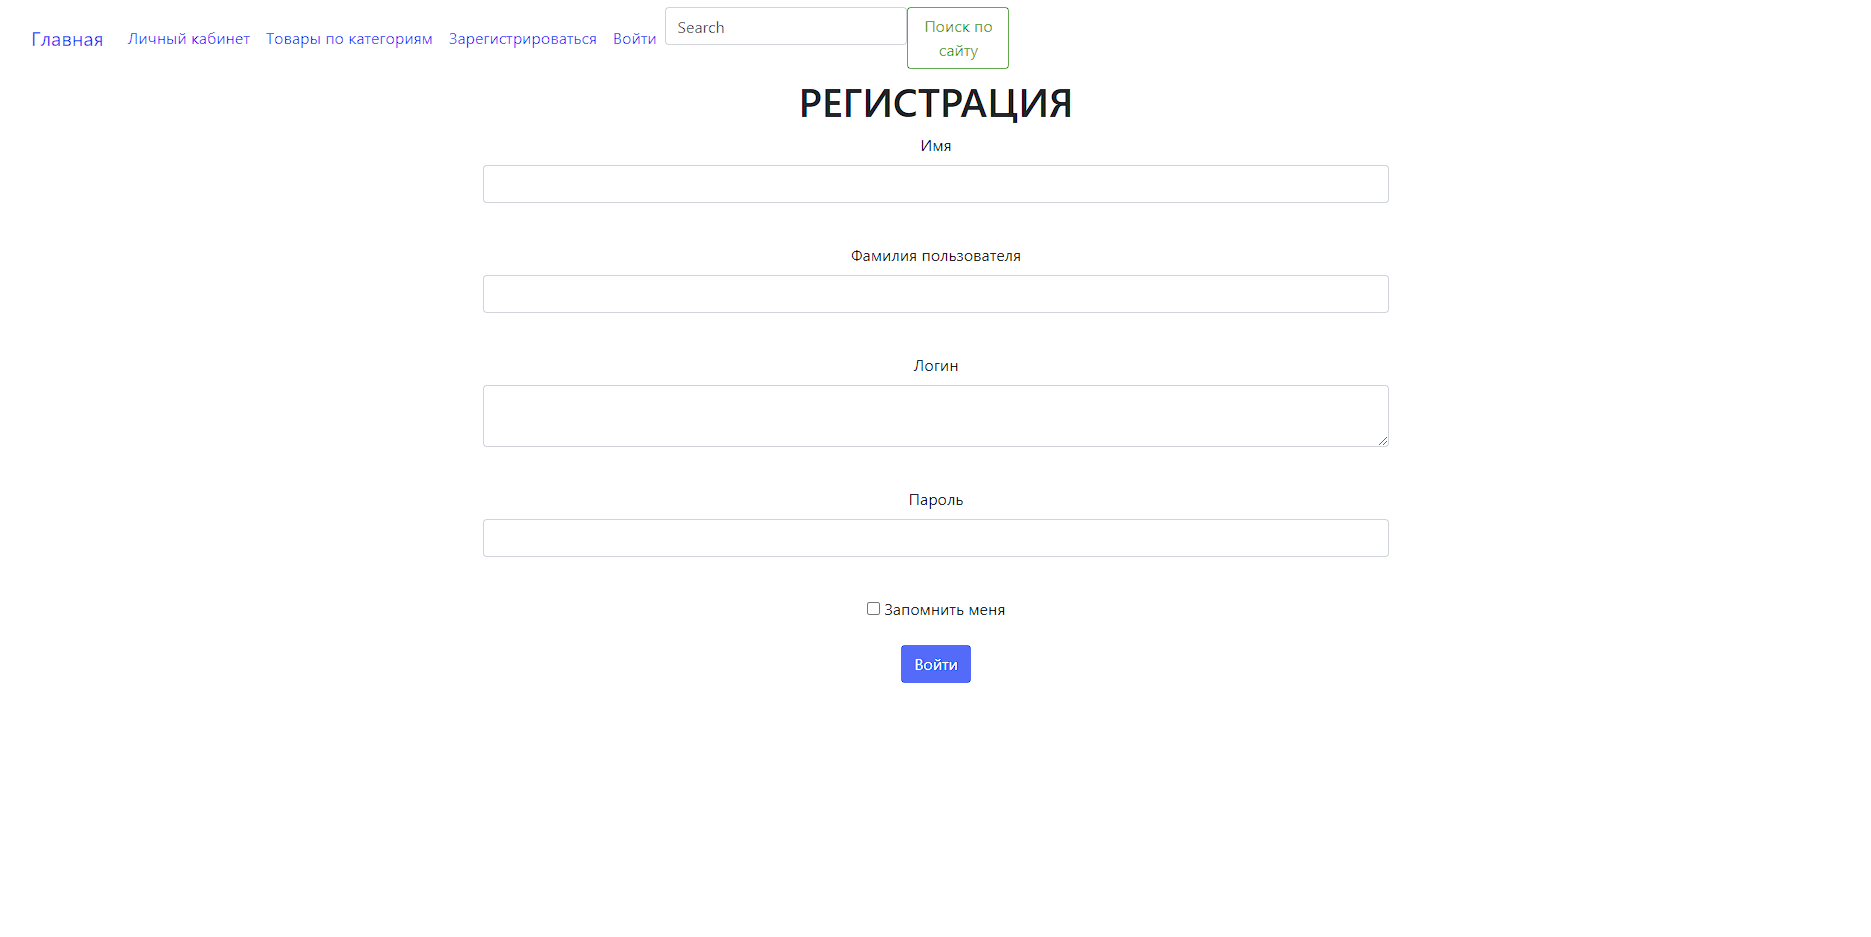 Главная Личный кабинет Товары по категориям Зарегистрироваться Войти Search Поиск по
сайту
РЕГИСТРАЦИЯ
Имя
Фамилия пользователя
Логин
Пароль
Запомнить меня
Войти